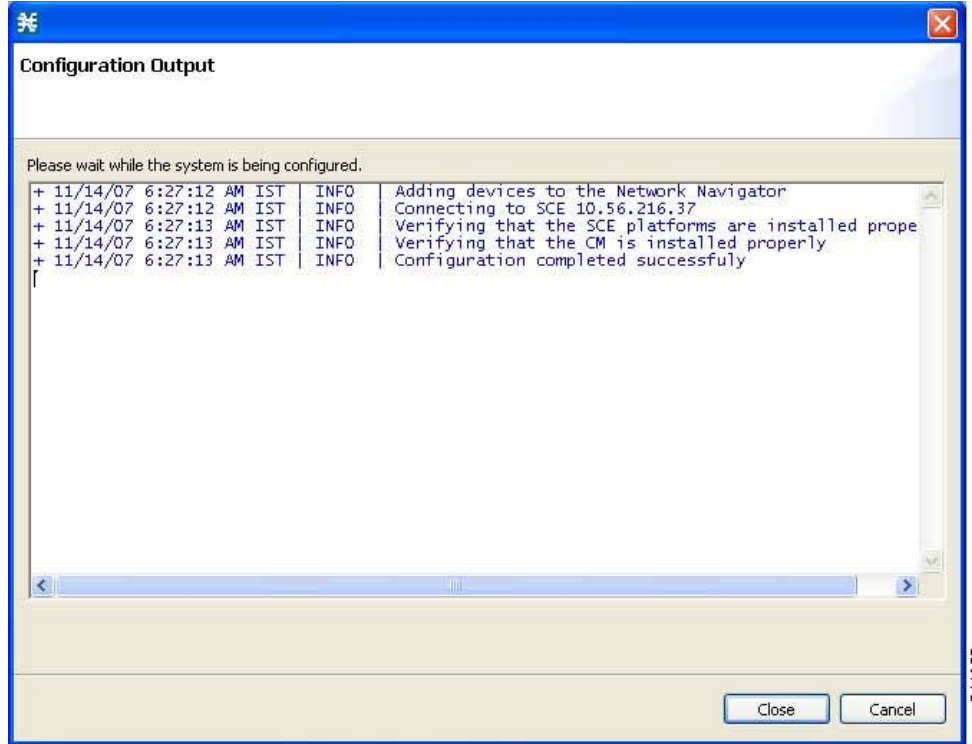 Configuration Output
Please wait while the system is being configured.
+ 11/14/07 6:27:12 AM IST | INFO | Adding devices to the Network Navigator
+ 11/14/07 6:27:12 AM IST | INFO | Connecting to SCE 10.56.216.37
+ 11/14/07 6:27:13 AM IST | INFO | Verifying that the SCE platforms are installed prope
+ 11/14/07 6:27:13 AM IST | INFO | Verifying that the CM is installed properly
+ 11/14/07 6:27:13 AM IST | INFO | Configuration completed successfuly
Close Cancel